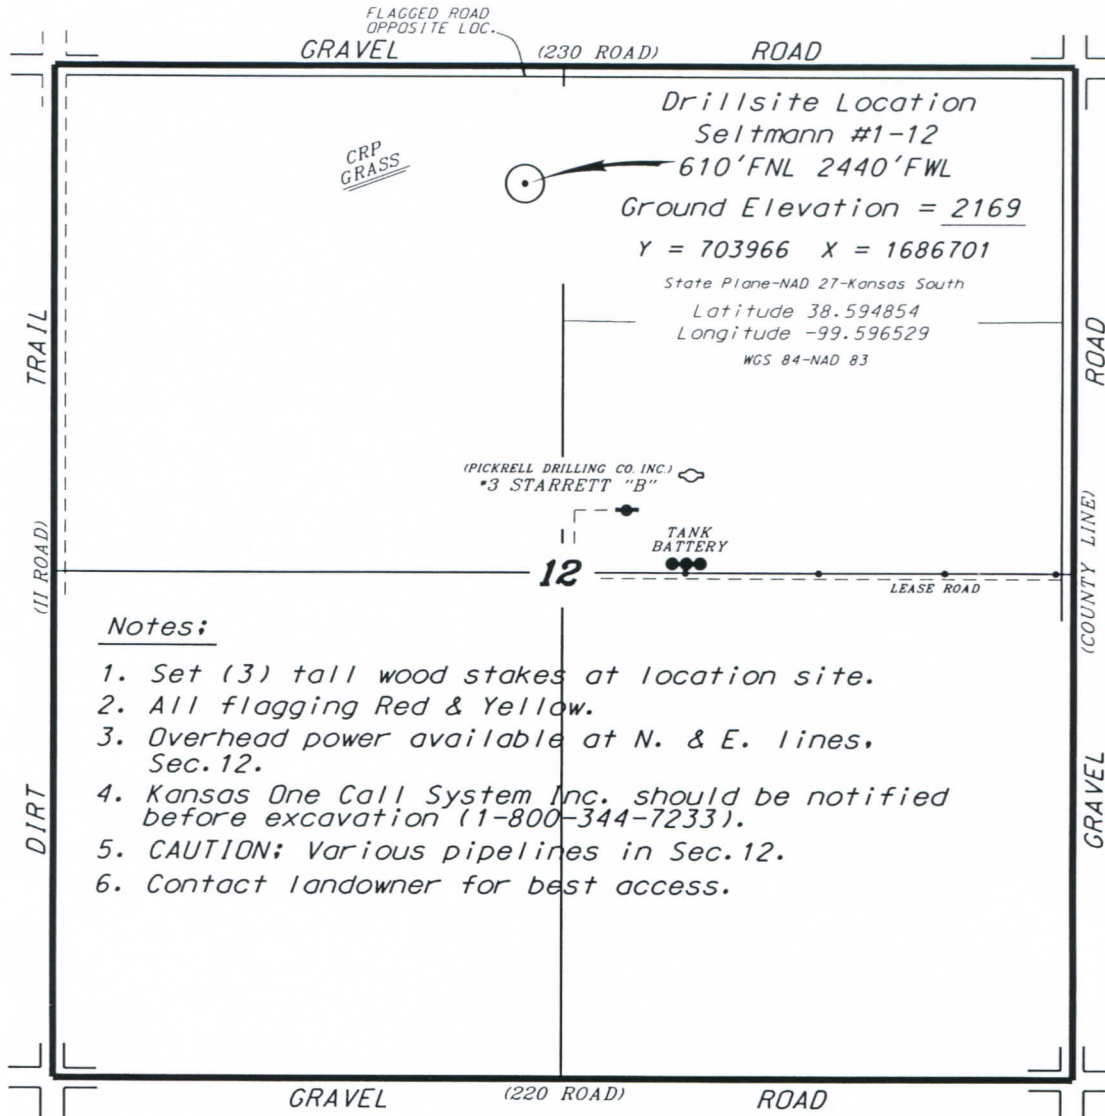 FLAGGED ROAD
OPPOSITE LOC.
GRAVEL (230 ROAD) ROAD
Drillsite Location
Seltmann #1-12
610'FNL 2440'FWL
Ground Elevation = 2169
Y = 703966 X = 1686701
State Plane-NAD 27-Kansas South
Latitude 38.594854
Longitude -99.596529
WGS 84-NAD 83
CRP
GRASS
TRAIL
(11 ROAD)
DIRT
ROAD
(COUNTY LINE)
GRAVEL
(PICKRELL DRILLING CO. INC.)
#3 STARRETT "B"
TANK
BATTERY
12
LEASE ROAD
Notes:
1. Set (3) tall wood stakes at location site.
2. All flagging Red & Yellow.
3. Overhead power available at N. & E. lines,
Sec. 12.
4. Kansas One Call System Inc. should be notified
before excavation (1-800-344-7233).
5. CAUTION: Various pipelines in Sec. 12.
6. Contact landowner for best access.
GRAVEL (220 ROAD) ROAD